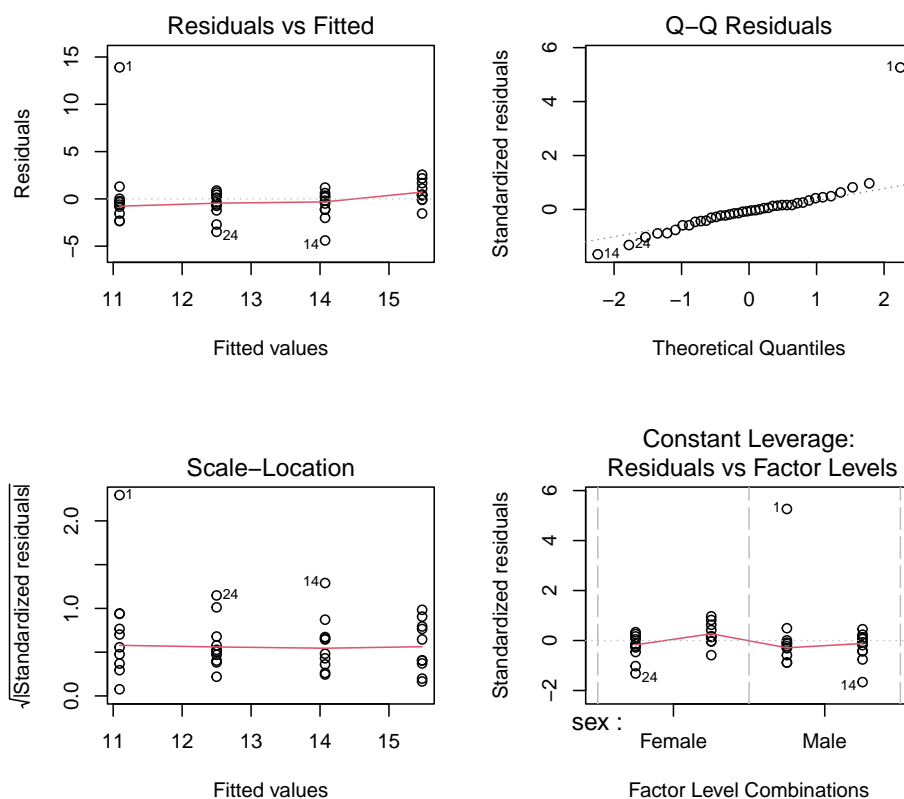 Residuals vs Fitted
Residuals
15
10
5
0
−5
1
24
14
11 12 13 14 15
Fitted values
Q−Q Residuals
Standardized residuals
6
4
2
0
1
14
24
−2 −1 0 1 2
Theoretical Quantiles
Scale−Location
√|Standardized residuals|
2.0
1.0
0.0
1
24
14
11 12 13 14 15
Fitted values
Constant Leverage:
Residuals vs Factor Levels
Standardized residuals
6
4
2
0
−2
1
24
14
sex :
Female Male
Factor Level Combinations